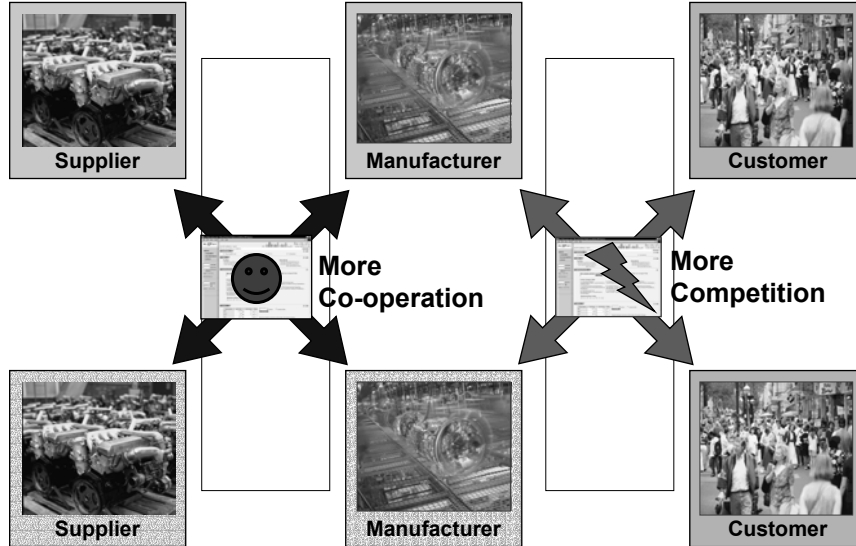 Supplier
Manufacturer
Customer
More
Co-operation
More
Competition
Supplier
Manufacturer
Customer